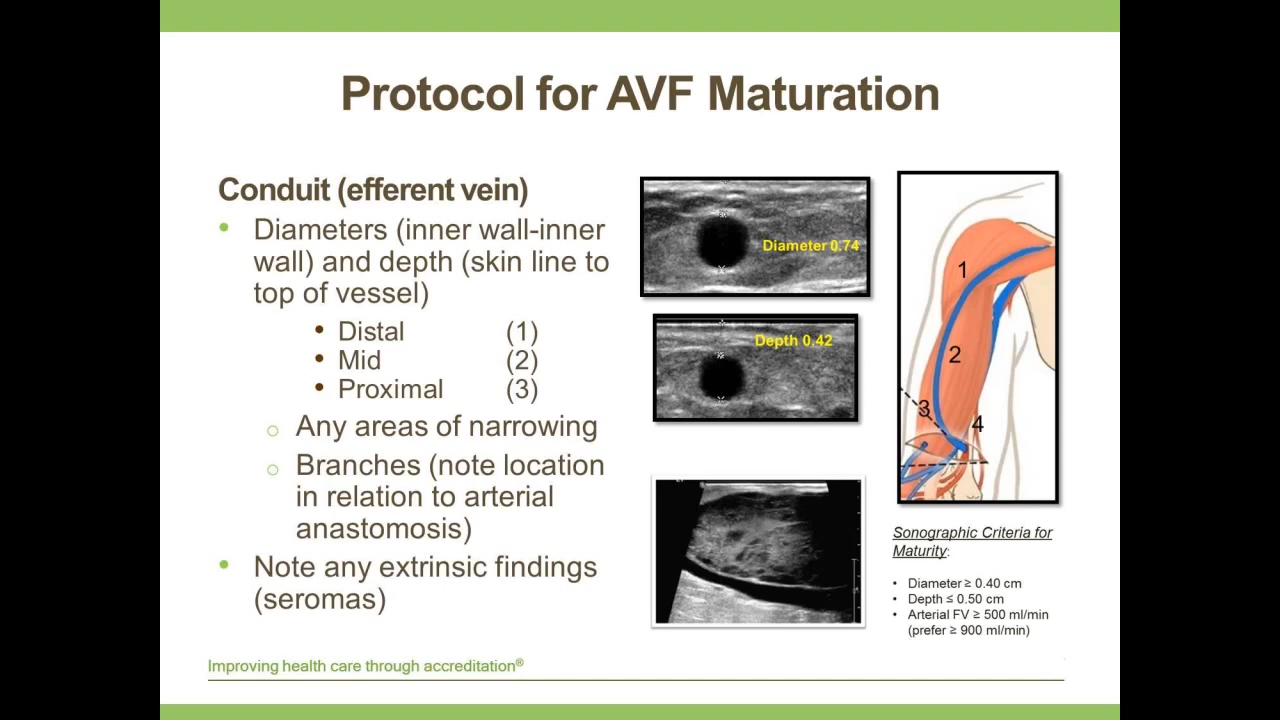 Protocol for AVF Maturation
Conduit (efferent vein)
• Diameters (inner wall-inner
wall) and depth (skin line to
top of vessel)
• Distal (1)
• Mid (2)
• Proximal (3)
o Any areas of narrowing
o Branches (note location
in relation to arterial
anastomosis)
• Note any extrinsic findings
(seromas)
Diameter 0.74
Depth 0.42
1
2
3
4
Sonographic Criteria for
Maturity:
• Diameter ≥ 0.40 cm
• Depth ≤ 0.50 cm
• Arterial FV ≥ 500 ml/min
(prefer ≥ 900 ml/min)
Improving health care through accreditation®